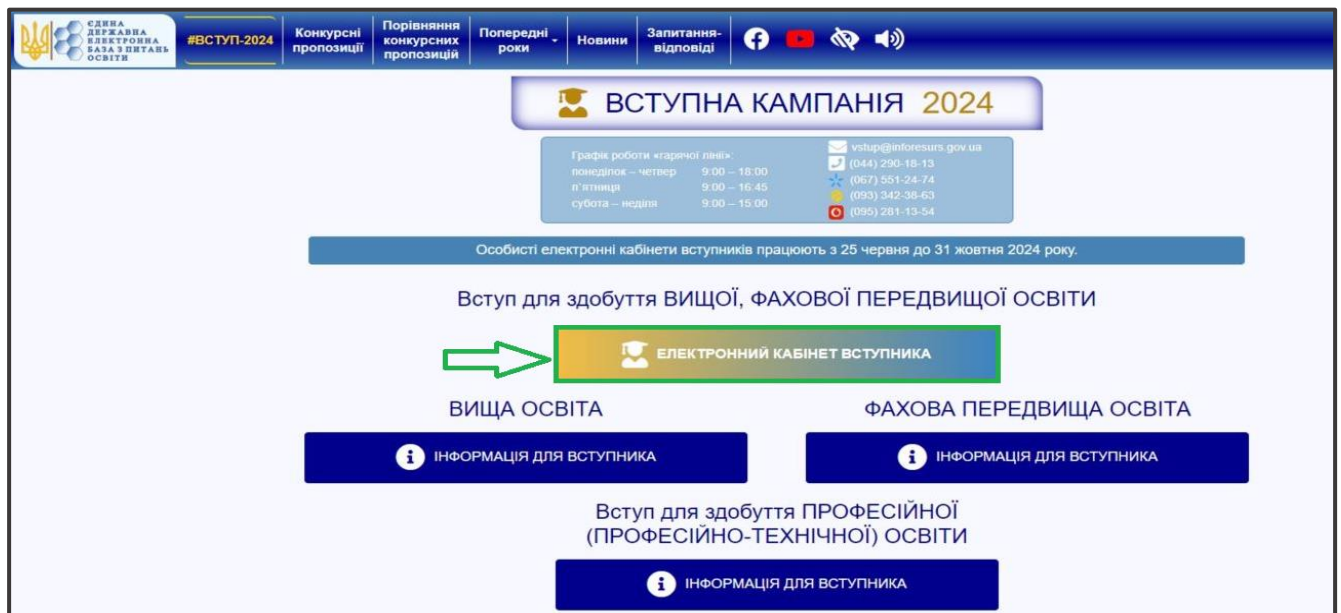 ЄДИНА
ДЕРЖАВНА
ЕЛЕКТРОННА
БАЗА З ПИТАНЬ
ОСВІТИ
#ВСТУП-2024
Конкурсні
пропозиції
Порівняння
конкурсних
пропозицій
Попередні
роки
Новини
Запитання-
відповіді
ВСТУПНА КАМПАНІЯ 2024
Графік роботи «гарячої лінії»:
понеділок – четвер 9:00 – 18:00
п'ятниця 9:00 – 16:45
субота – неділя 9:00 – 15:00
vstup@inforesurs.gov.ua
(044) 290-18-13
(067) 551-24-74
(093) 342-38-63
(095) 281-13-54
Особисті електронні кабінети вступників працюють з 25 червня до 31 жовтня 2024 року.
Вступ для здобуття ВИЩОЇ, ФАХОВОЇ ПЕРЕДВИЩОЇ ОСВІТИ
ЕЛЕКТРОННИЙ КАБІНЕТ ВСТУПНИКА
ВИЩА ОСВІТА
ІНФОРМАЦІЯ ДЛЯ ВСТУПНИКА
ФАХОВА ПЕРЕДВИЩА ОСВІТА
ІНФОРМАЦІЯ ДЛЯ ВСТУПНИКА
Вступ для здобуття ПРОФЕСІЙНОЇ
(ПРОФЕСІЙНО-ТЕХНІЧНОЇ) ОСВІТИ
ІНФОРМАЦІЯ ДЛЯ ВСТУПНИКА